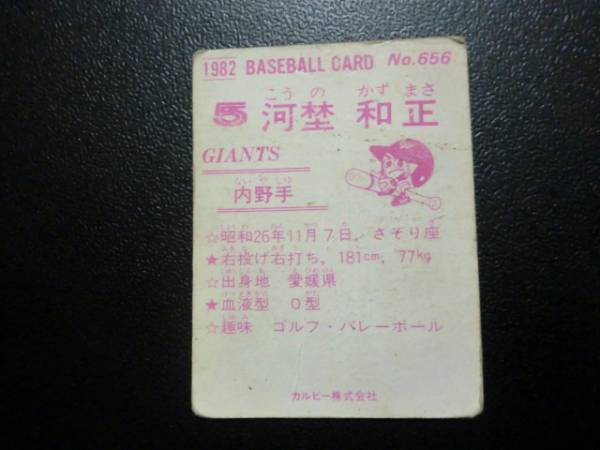 1982 BASEBALL CARD No.656
こうの かずまさ
5 河埜 和正
GIANTS
ないやしゅ
内野手
☆昭和26年11月7日，さそり座
★右投げ右打ち，181cm，77kg
☆出身地 愛媛県
★血液型 O型
☆趣味 ゴルフ・バレーボール
カルビー株式会社